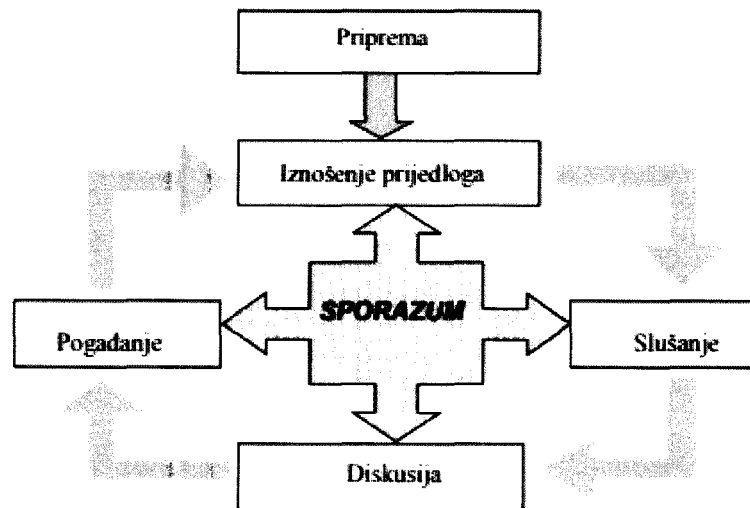 Priprema
Iznošenje prijedloga
SPORAZUM
Pogađanje
Slušanje
Diskusija